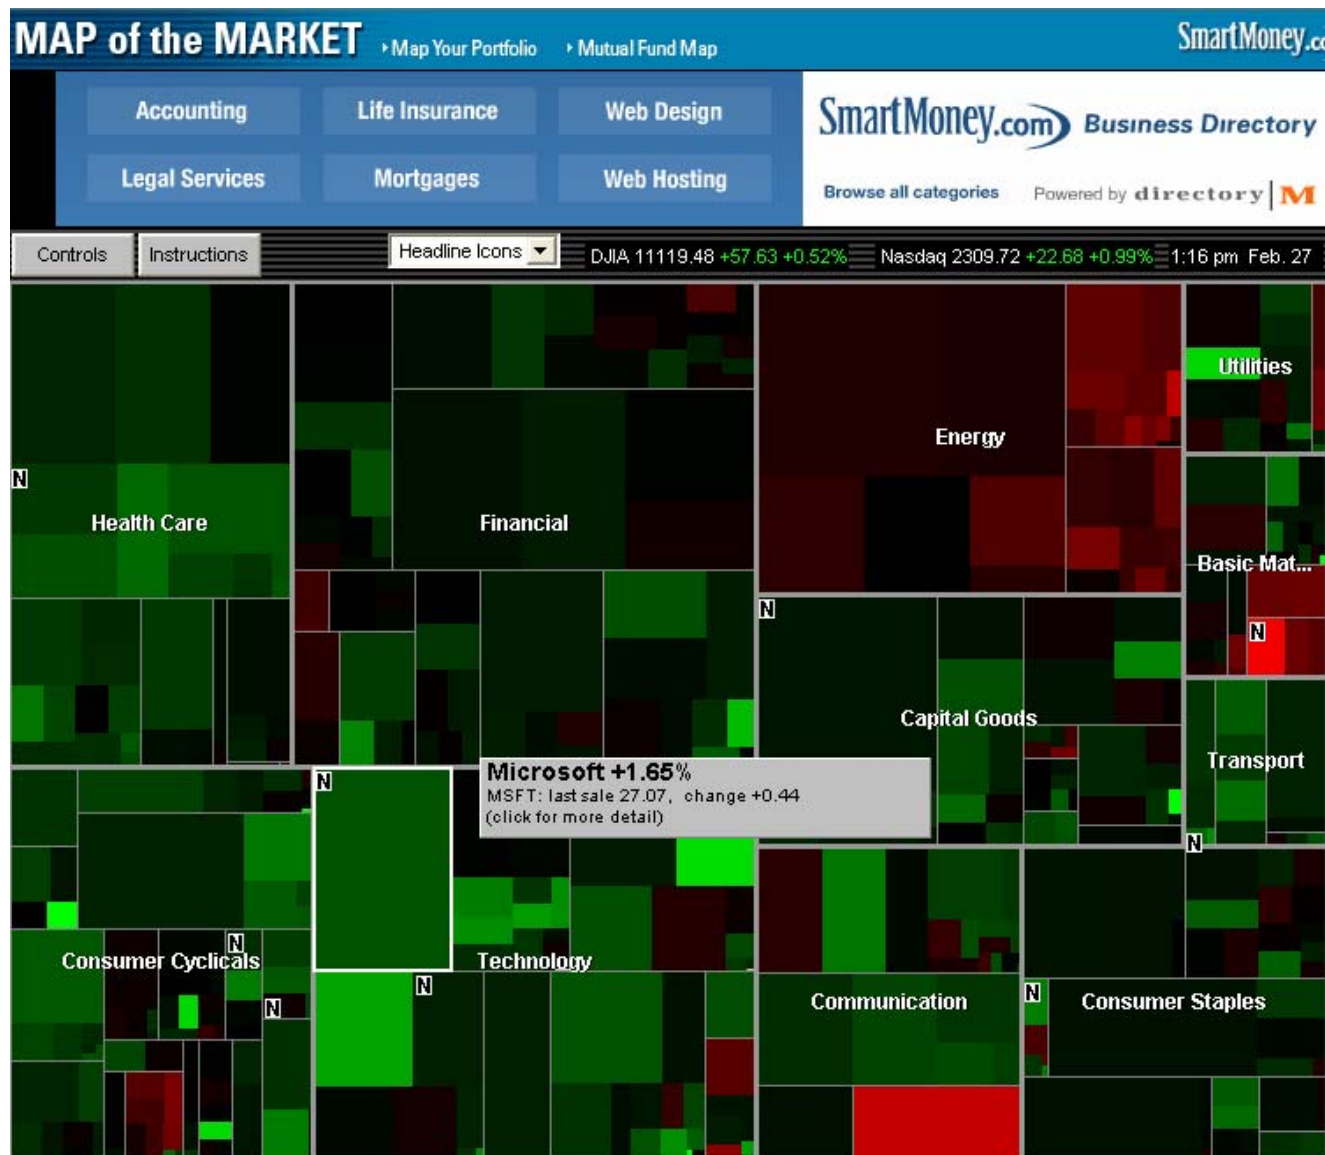 MAP of the MARKET
Map Your Portfolio
Mutual Fund Map
SmartMoney.co
Accounting
Life Insurance
Web Design
Legal Services
Mortgages
Web Hosting
SmartMoney.com Business Directory
Browse all categories
Powered by directory|M
Controls
Instructions
Headline Icons
DJIA 11119.48 +57.63 +0.52%
Nasdaq 2309.72 +22.68 +0.99%
1:16 pm Feb. 27
Utilities
Energy
N
Health Care
Financial
Basic Mat...
N
N
Capital Goods
Transport
Microsoft +1.65%
MSFT: last sale 27.07, change +0.44
(click for more detail)
N
N
N
Consumer Cyclicals
Technology
N
N
N
Communication
Consumer Staples